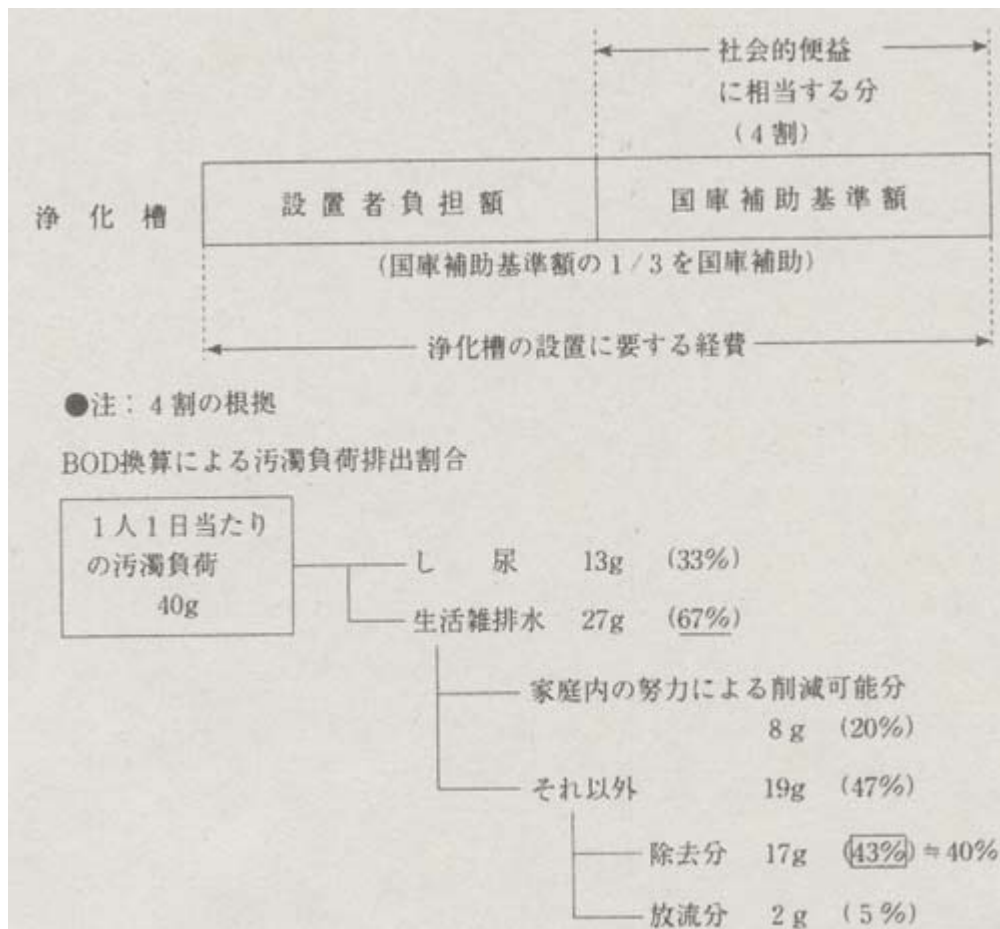 社会的便益
に相当する分
(4割)
浄化槽
設置者負担額
国庫補助基準額
(国庫補助基準額の1/3を国庫補助)
浄化槽の設置に要する経費
●注:4割の根拠
BOD換算による汚濁負荷排出割合
1人1日当たり
の汚濁負荷
40g
し尿 13g (33%)
生活雑排水 27g (67%)
家庭内の努力による削減可能分
8g (20%)
それ以外 19g (47%)
除去分 17g (43%)≒40%
放流分 2g (5%)